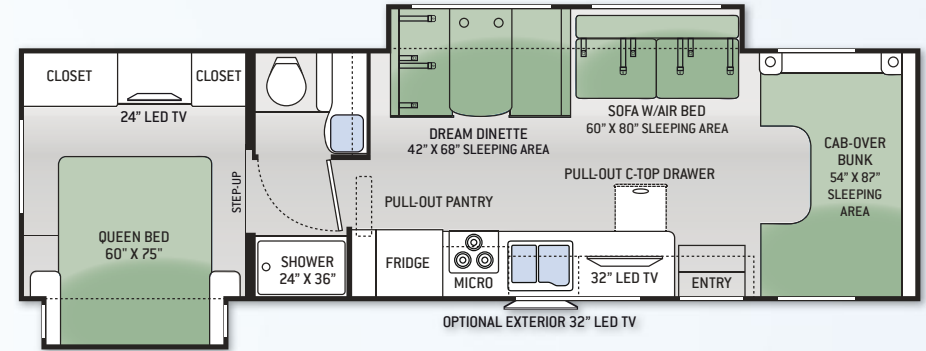 CLOSET
CLOSET
24” LED TV
STEP-UP
QUEEN BED
60” X 75”
SHOWER
24” X 36”
DREAM DINETTE
42” X 68” SLEEPING AREA
SOFA W/AIR BED
60” X 80” SLEEPING AREA
PULL-OUT C-TOP DRAWER
PULL-OUT PANTRY
CAB-OVER
BUNK
54” X 87”
SLEEPING
AREA
FRIDGE
MICRO
32” LED TV
ENTRY
OPTIONAL EXTERIOR 32” LED TV